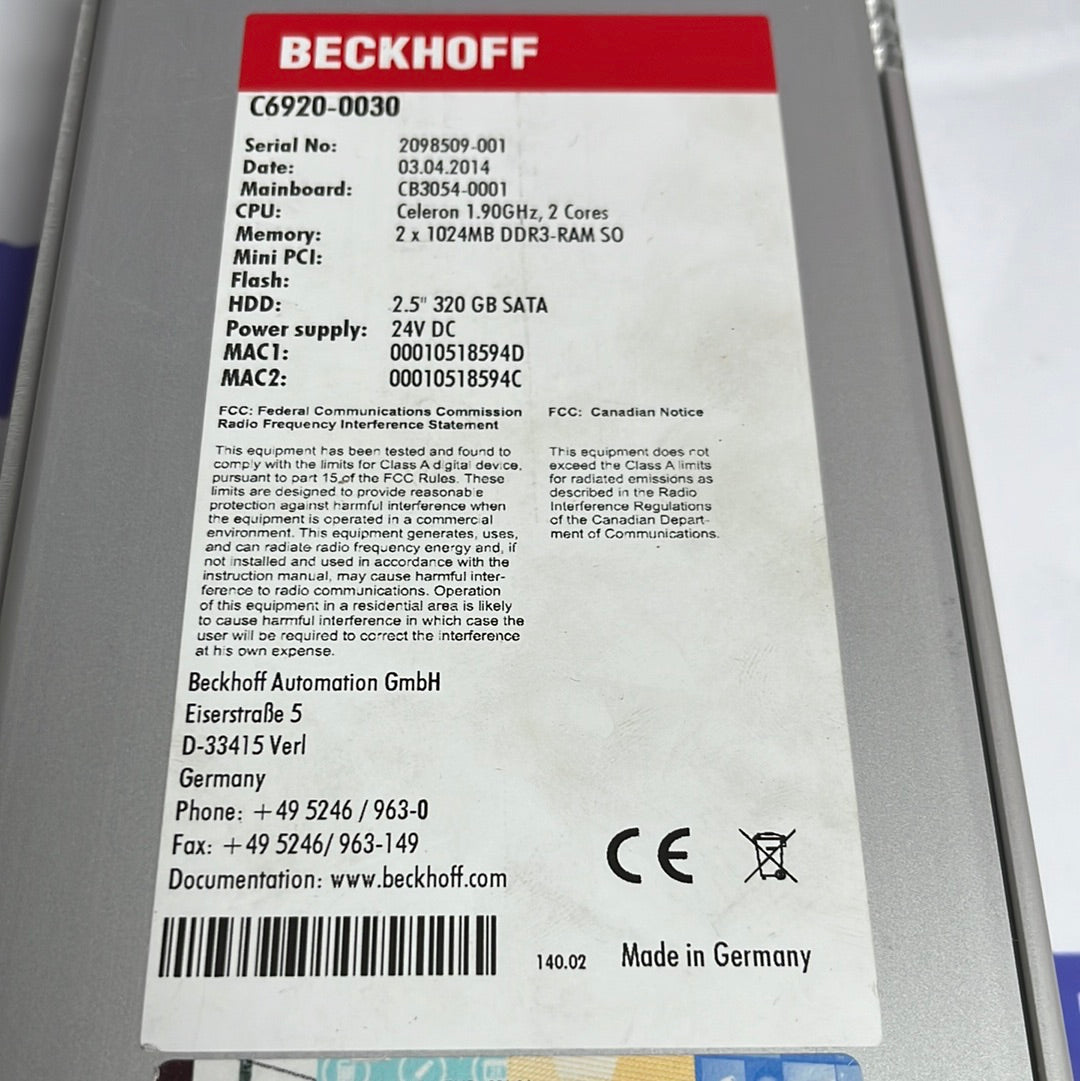 BECKHOFF
C6920-0030
Serial No: 2098509-001
Date: 03.04.2014
Mainboard: CB3054-0001
CPU: Celeron 1.90GHz, 2 Cores
Memory: 2 x 1024MB DDR3-RAM SO
Mini PCI:
Flash:
HDD: 2.5" 320 GB SATA
Power supply: 24V DC
MAC1: 00010518594D
MAC2: 00010518594C
FCC: Federal Communications Commission
Radio Frequency Interference Statement
This equipment has been tested and found to
comply with the limits for Class A digital device,
pursuant to part 15 of the FCC Rules. These
limits are designed to provide reasonable
protection against harmful interference when
the equipment is operated in a commercial
environment. This equipment generates, uses,
and can radiate radio frequency energy and, if
not installed and used in accordance with the
instruction manual, may cause harmful inter-
ference to radio communications. Operation
of this equipment in a residential area is likely
to cause harmful interference in which case the
user will be required to correct the interference
at his own expense.
FCC: Canadian Notice
This equipment does not
exceed the Class A limits
for radiated emissions as
described in the Radio
Interference Regulations
of the Canadian Depart-
ment of Communications.
Beckhoff Automation GmbH
Eiserstraße 5
D-33415 Verl
Germany
Phone: +49 5246 / 963-0
Fax: +49 5246/ 963-149
Documentation: www.beckhoff.com
CE
140.02 Made in Germany